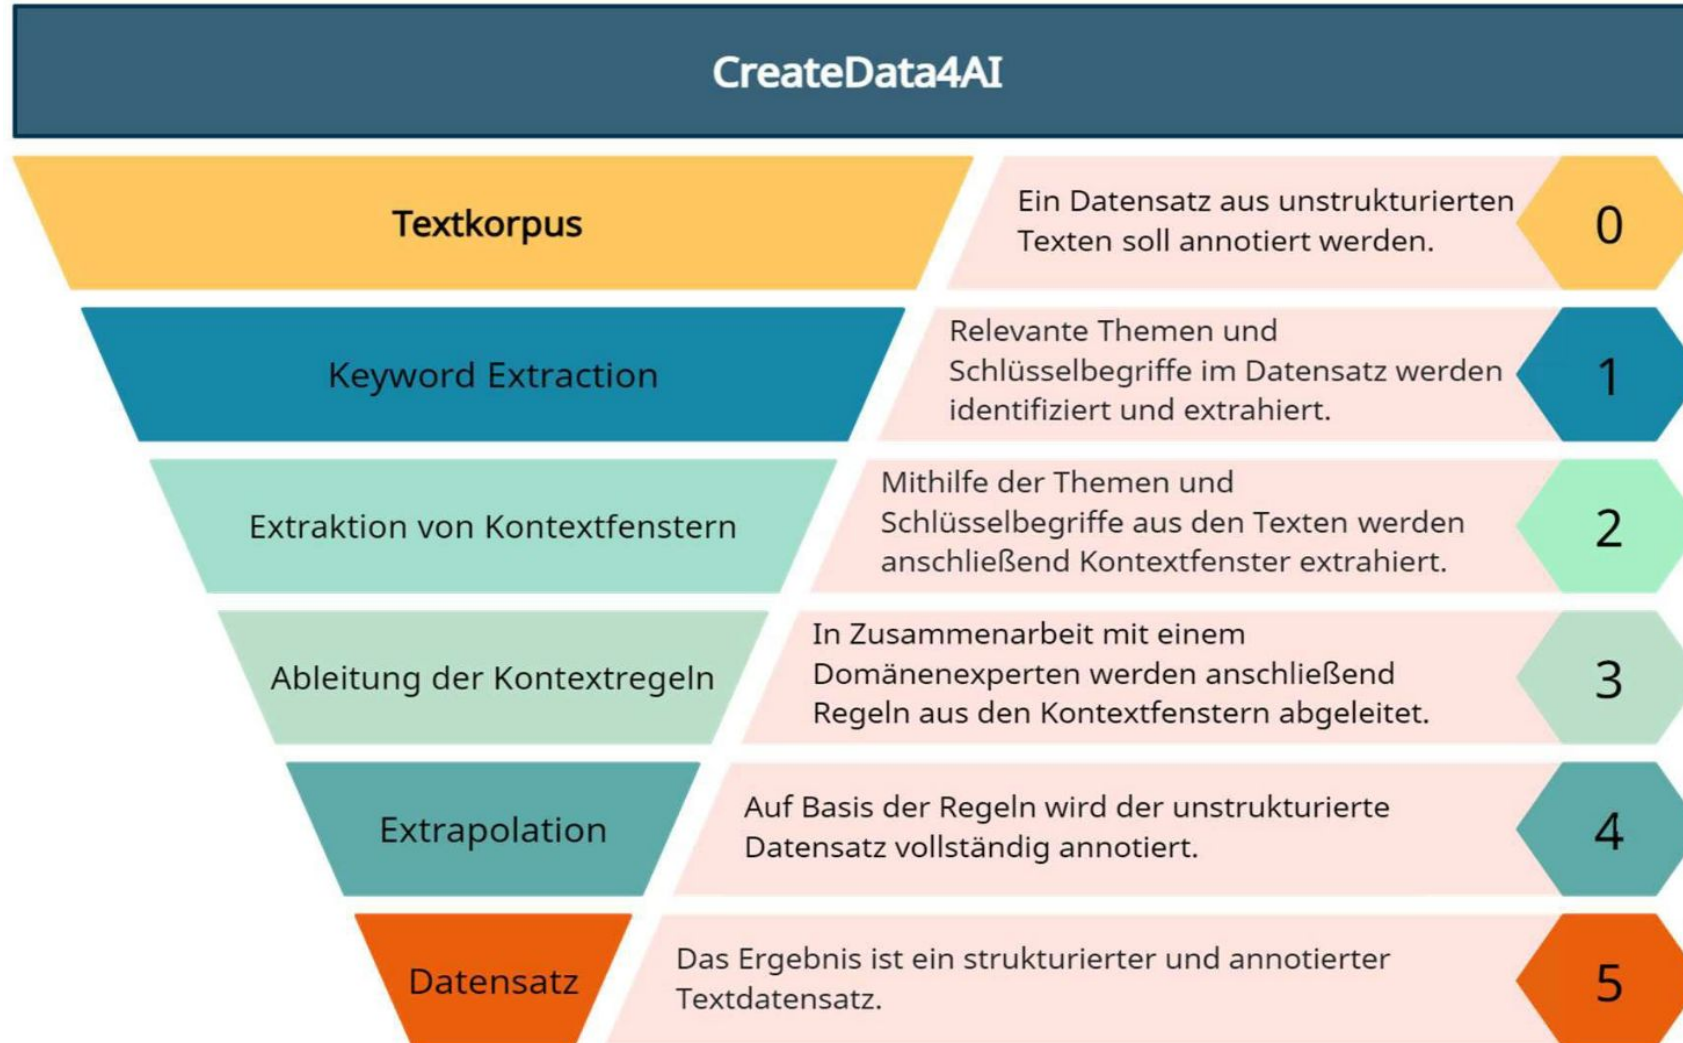 CreateData4AI
Textkorpus
Ein Datensatz aus unstrukturierten
Texten soll annotiert werden.
0
Keyword Extraction
Relevante Themen und
Schlüsselbegriffe im Datensatz werden
identifiziert und extrahiert.
1
Extraktion von Kontextfenstern
Mithilfe der Themen und
Schlüsselbegriffe aus den Texten werden
anschließend Kontextfenster extrahiert.
2
Ableitung der Kontextregeln
In Zusammenarbeit mit einem
Domänenexperten werden anschließend
Regeln aus den Kontextfenstern abgeleitet.
3
Extrapolation
Auf Basis der Regeln wird der unstrukturierte
Datensatz vollständig annotiert.
4
Datensatz
Das Ergebnis ist ein strukturierter und annotierter
Textdatensatz.
5